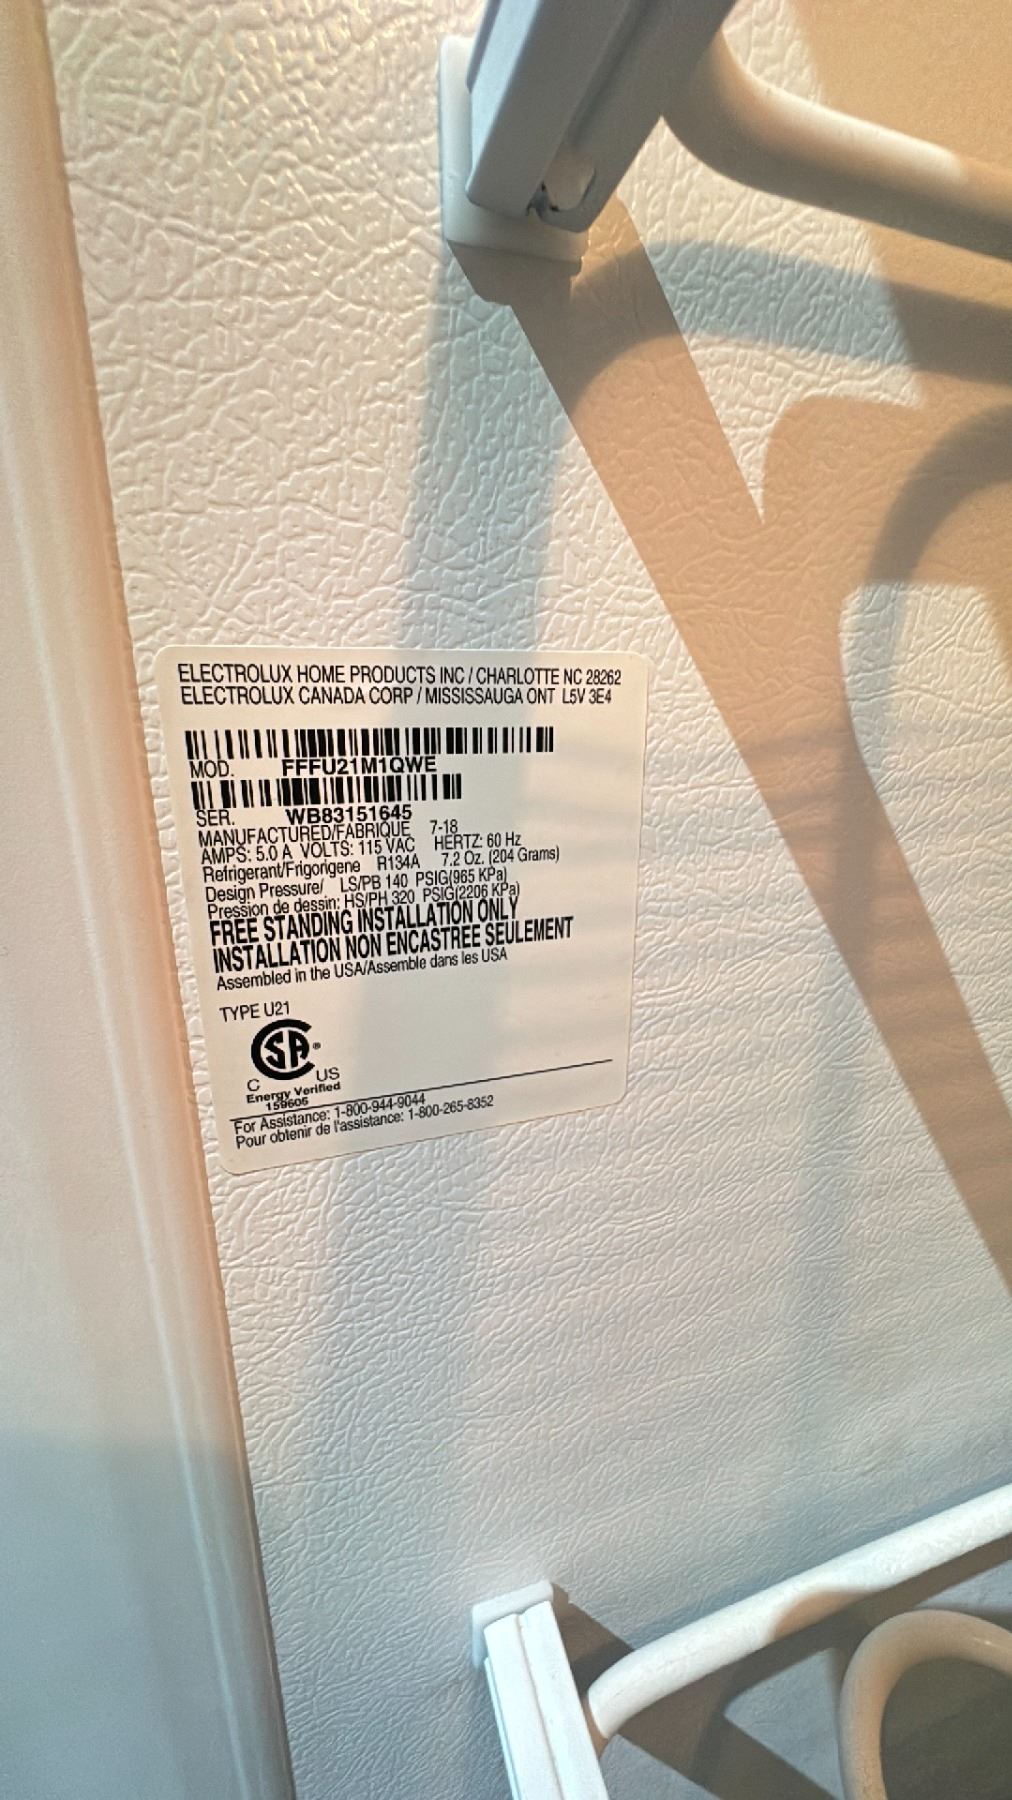 ELECTROLUX HOME PRODUCTS INC / CHARLOTTE NC 28262
ELECTROLUX CANADA CORP / MISSISSAUGA ONT L5V 3E4
MOD. FFFU21M1QWE
SER. WB83151645
MANUFACTURED/FABRIQUE 7-18
AMPS: 5.0 A VOLTS: 115 VAC HERTZ: 60 Hz
Refrigerant/Frigorigene R134A 7.2 Oz. (204 Grams)
Design Pressure/ LS/PB 140 PSIG(965 KPa)
Pression de dessin: HS/PH 320 PSIG(2206 KPa)
FREE STANDING INSTALLATION ONLY
INSTALLATION NON ENCASTREE SEULEMENT
Assembled in the USA/Assemble dans les USA
TYPE U21
CSA®
C US
Energy Verified
159606
For Assistance: 1-800-944-9044
Pour obtenir de l'assistance: 1-800-265-8352